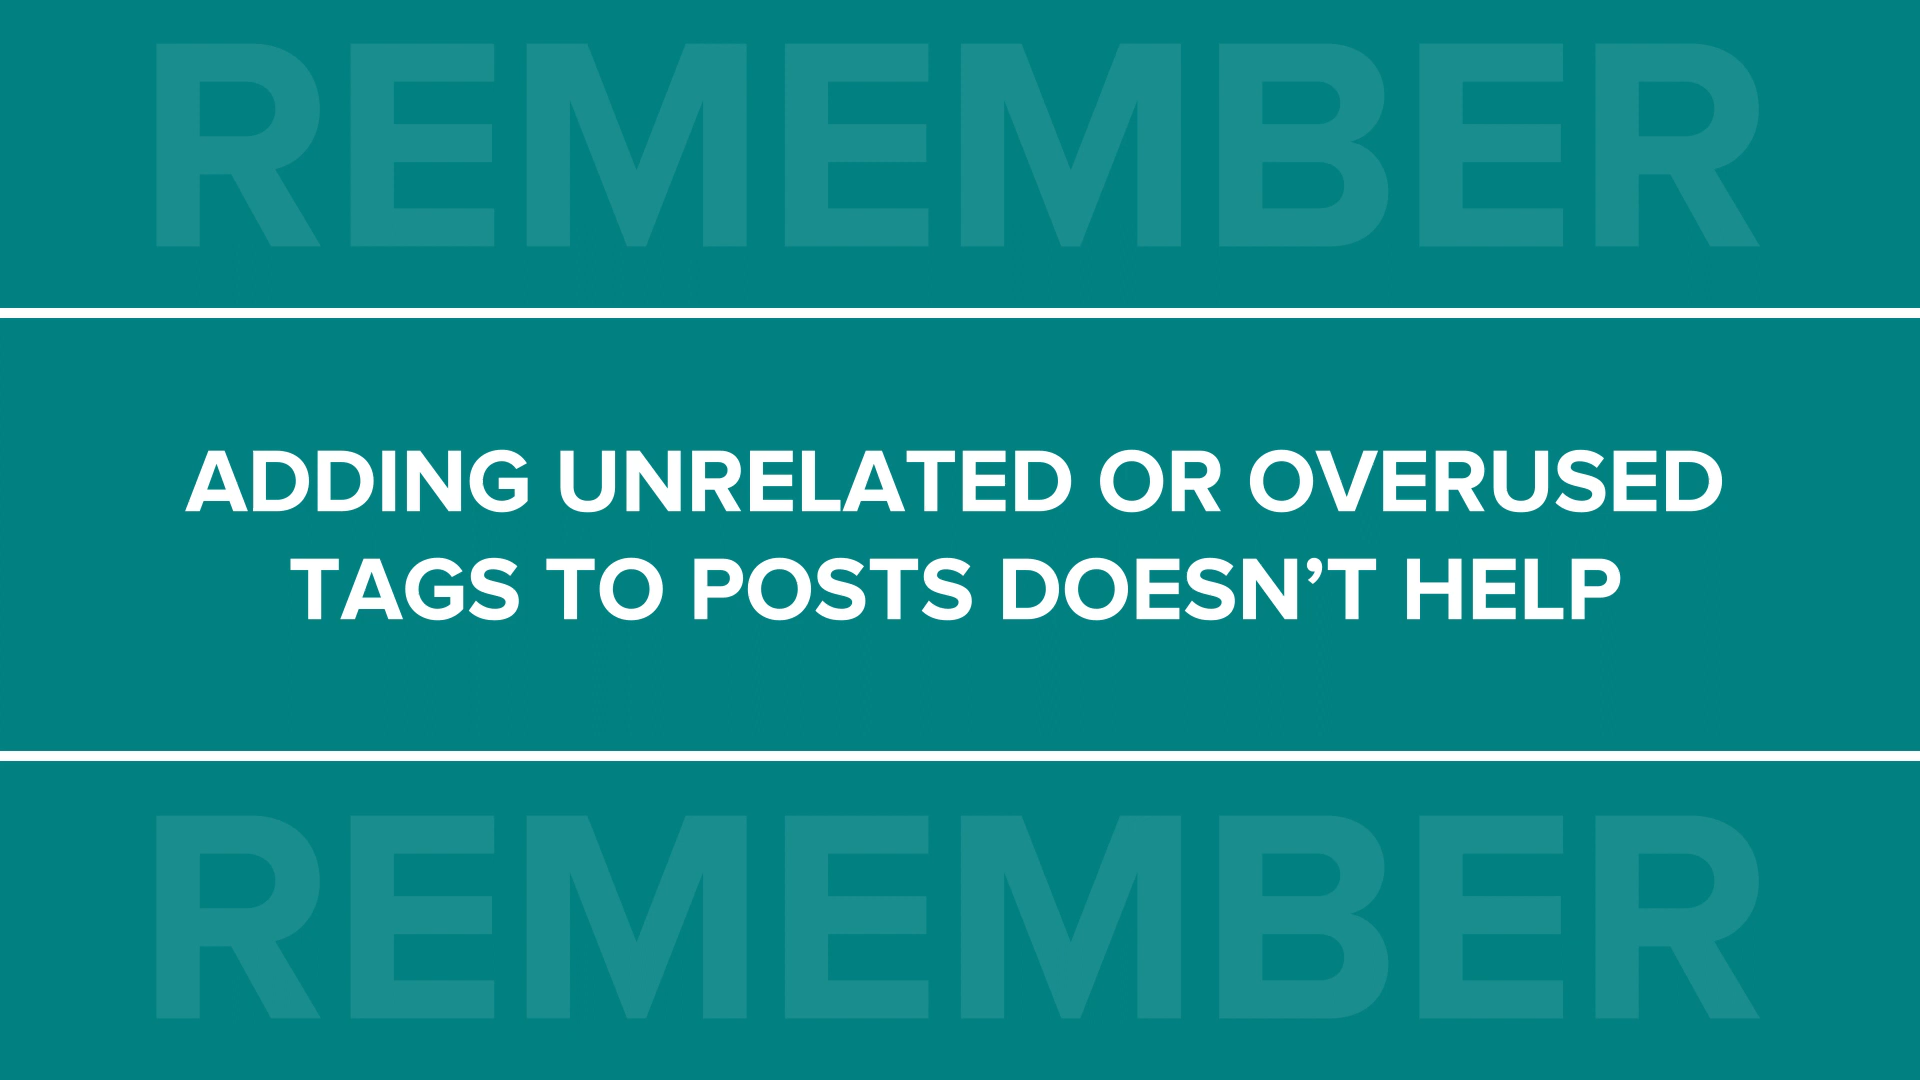 REMEMBER
ADDING UNRELATED OR OVERUSED
TAGS TO POSTS DOESN’T HELP
REMEMBER